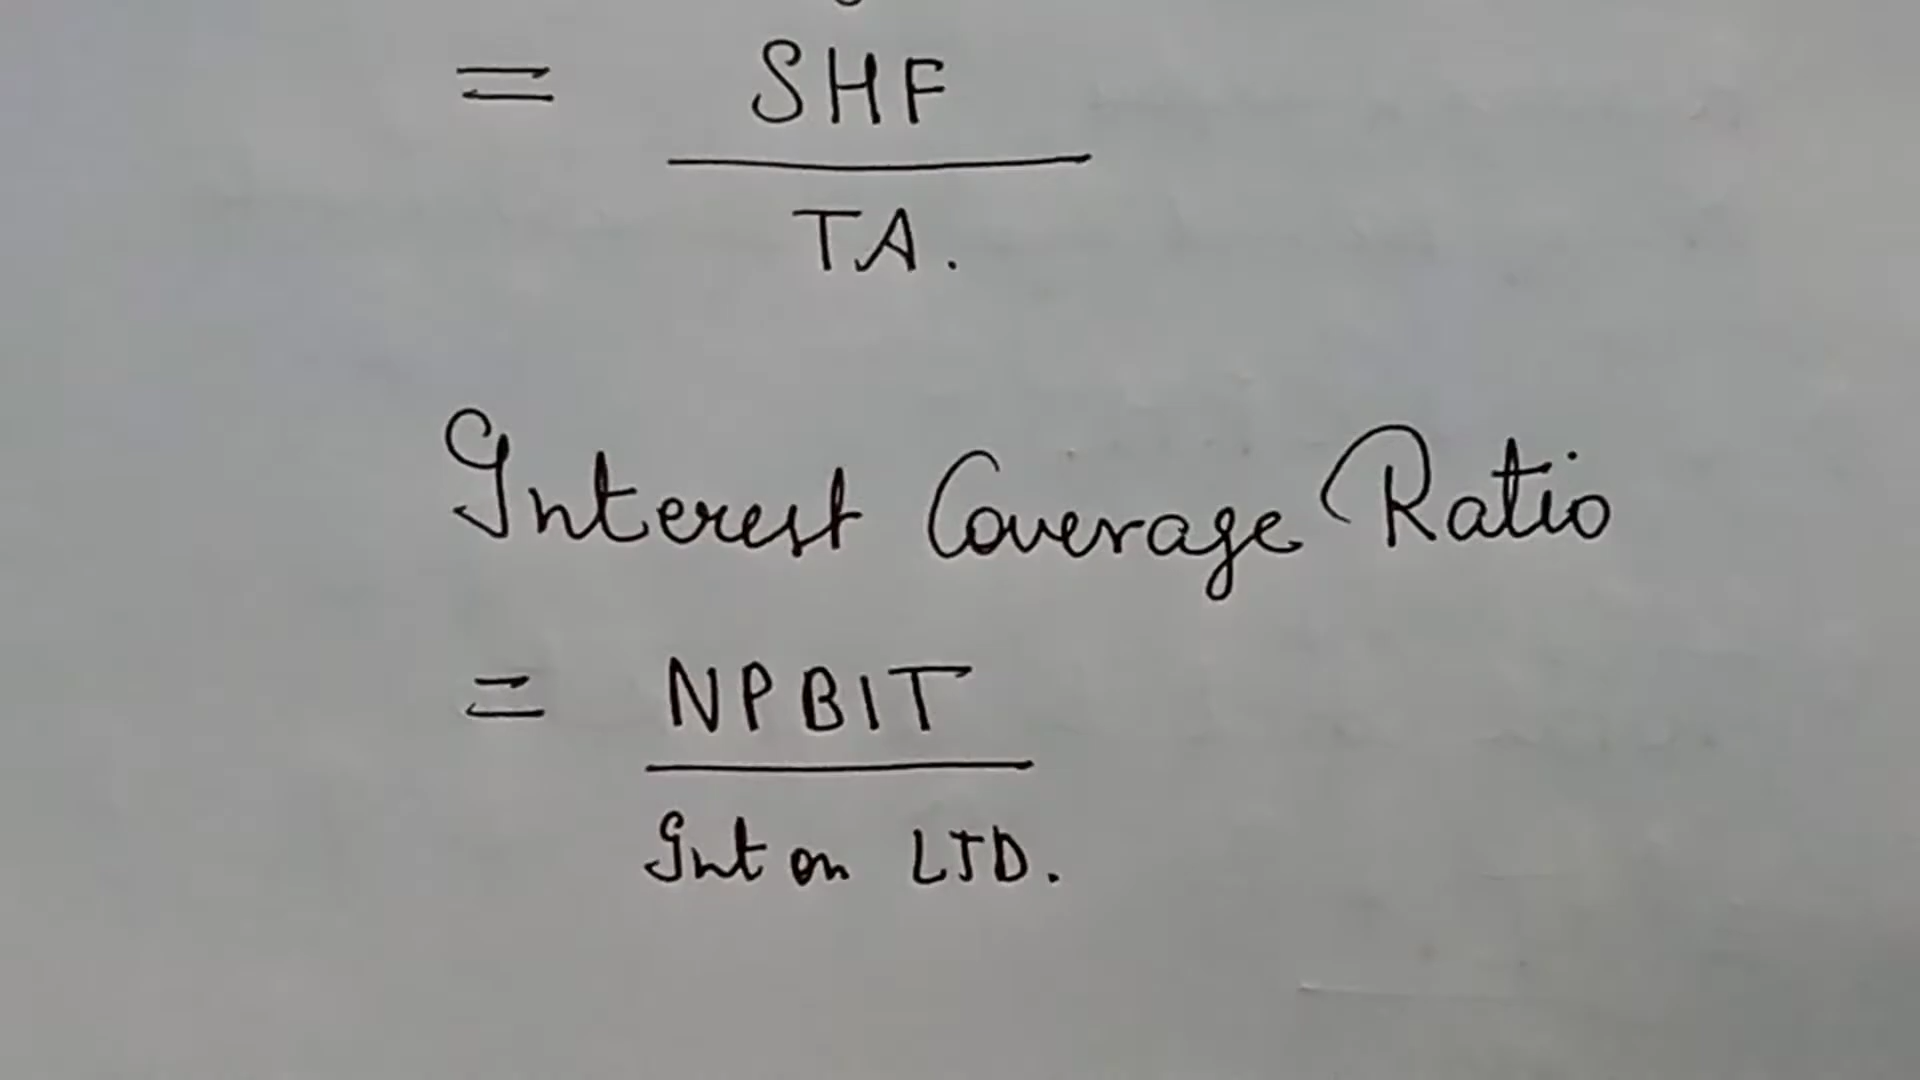 = SHF
TA.
Interest Coverage Ratio
= NPBIT
Int on LTD.